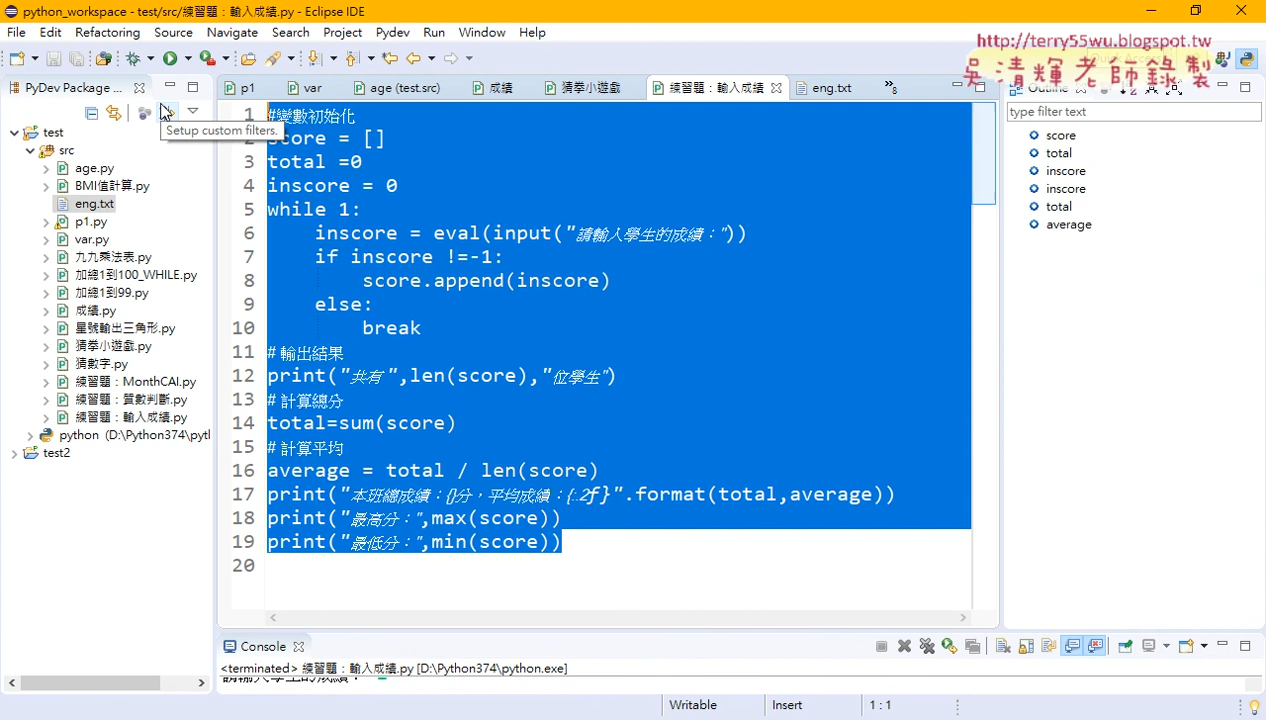 python_workspace - test/src/練習題：輸入成績.py - Eclipse IDE
File Edit Refactoring Source Navigate Search Project Pydev Run Window Help
http://terry55wu.blogspot.tw
吳清輝老師錄製
PyDev Package ...
p1 var age (test.src) 成績 猜拳小遊戲 練習題：輸入成績 eng.txt »8
Outline
Setup custom filters.
type filter text
test
src
age.py
BMI值計算.py
eng.txt
p1.py
var.py
九九乘法表.py
加總1到100_WHILE.py
加總1到99.py
成績.py
星號輸出三角形.py
猜拳小遊戲.py
猜數字.py
練習題：MonthCAl.py
練習題：質數判斷.py
練習題：輸入成績.py
python (D:\Python374\pytl
test2
1 #變數初始化
2 score = []
3 total =0
4 inscore = 0
5 while 1:
6 inscore = eval(input("請輸入學生的成績："))
7 if inscore !=-1:
8 score.append(inscore)
9 else:
10 break
11 # 輸出結果
12 print("共有",len(score),"位學生")
13 # 計算總分
14 total=sum(score)
15 # 計算平均
16 average = total / len(score)
17 print("本班總成績：{}分，平均成績：{:.2f}".format(total,average))
18 print("最高分：",max(score))
19 print("最低分：",min(score))
20
score
total
inscore
inscore
total
average
Console
<terminated> 練習題：輸入成績.py [D:\Python374\python.exe]
請輸入學生的成績：
Writable Insert 1 : 1